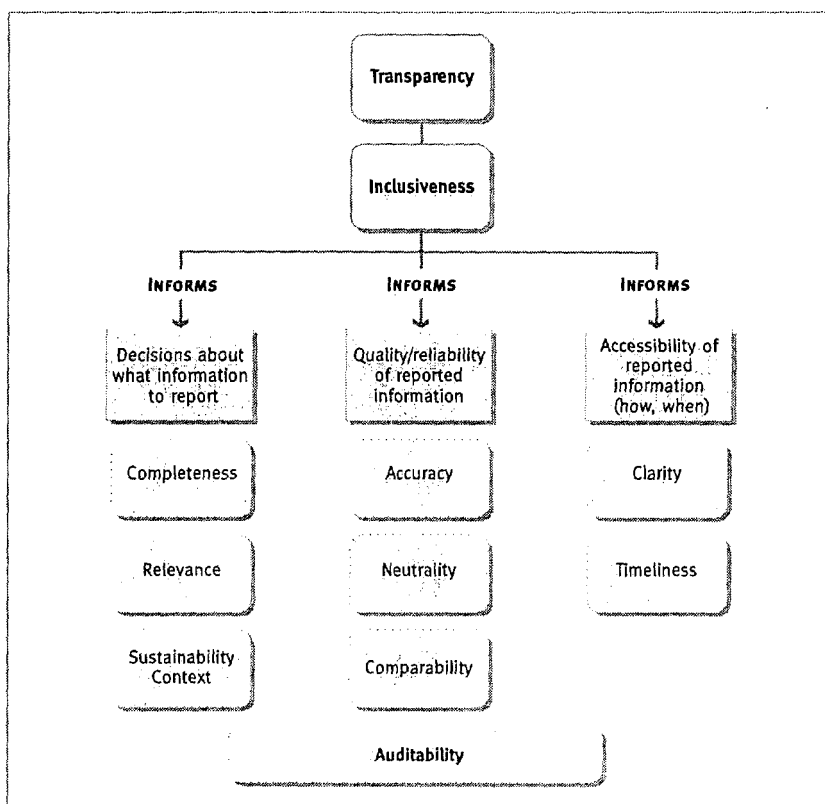 Transparency
Inclusiveness
INFORMS
INFORMS
INFORMS
Decisions about
what information
to report
Quality/reliability
of reported
information
Accessibility of
reported
information
(how, when)
Completeness
Accuracy
Clarity
Relevance
Neutrality
Timeliness
Sustainability
Context
Comparability
Auditability